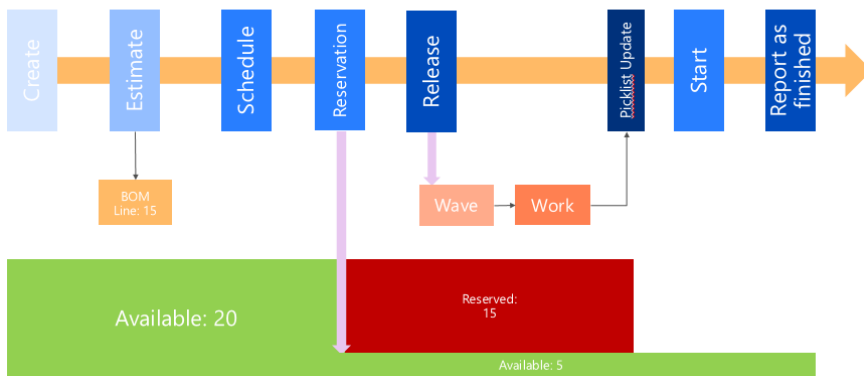 Create
Estimate
Schedule
Reservation
Release
Picklist Update
Start
Report as
finished
BOM
Line: 15
Wave
Work
Available: 20
Reserved:
15
Available: 5